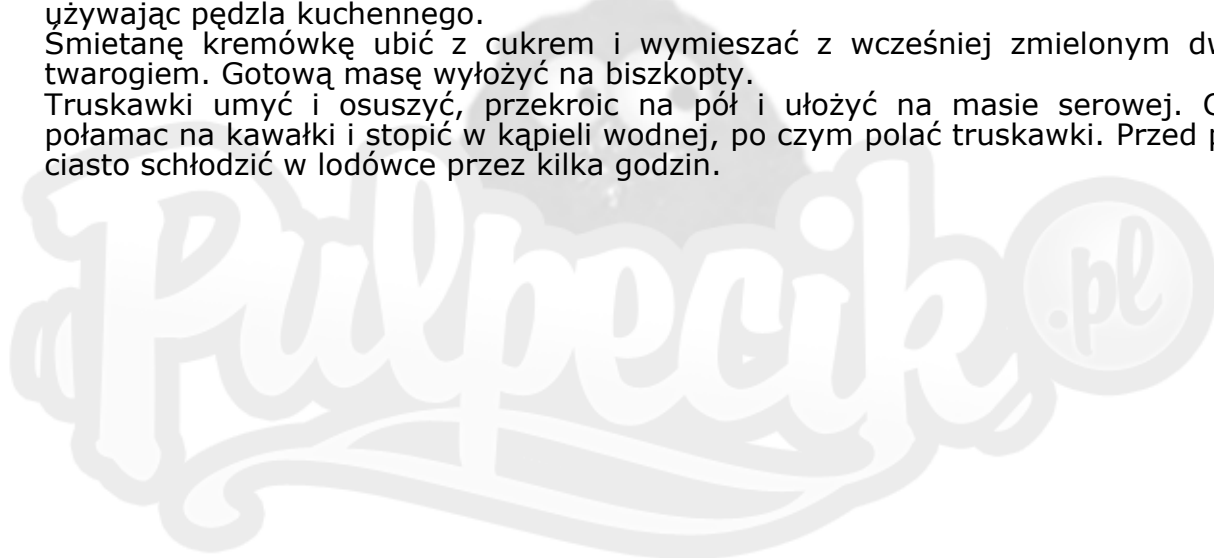 używając pędzla kuchennego.
Śmietanę kremówkę ubić z cukrem i wymieszać z wcześniej zmielonym
twarogiem. Gotową masę wyłożyć na biszkopty.
Truskawki umyć i osuszyć, przekroic na pół i ułożyć na masie serowej.
połamac na kawałki i stopić w kąpieli wodnej, po czym polać truskawki. Przed
ciasto schłodzić w lodówce przez kilka godzin.
Pulpecik .pl